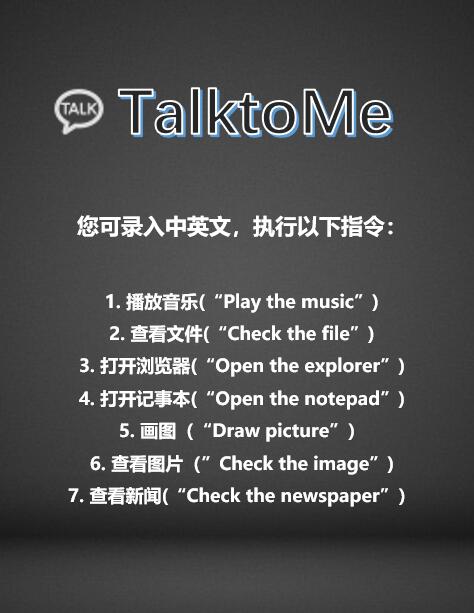 TALK
TalktoMe
您可录入中英文，执行以下指令：
1. 播放音乐(“Play the music”)
2. 查看文件(“Check the file”)
3. 打开浏览器(“Open the explorer”)
4. 打开记事本(“Open the notepad”)
5. 画图（“Draw picture”）
6. 查看图片（”Check the image”）
7. 查看新闻(“Check the newspaper”)